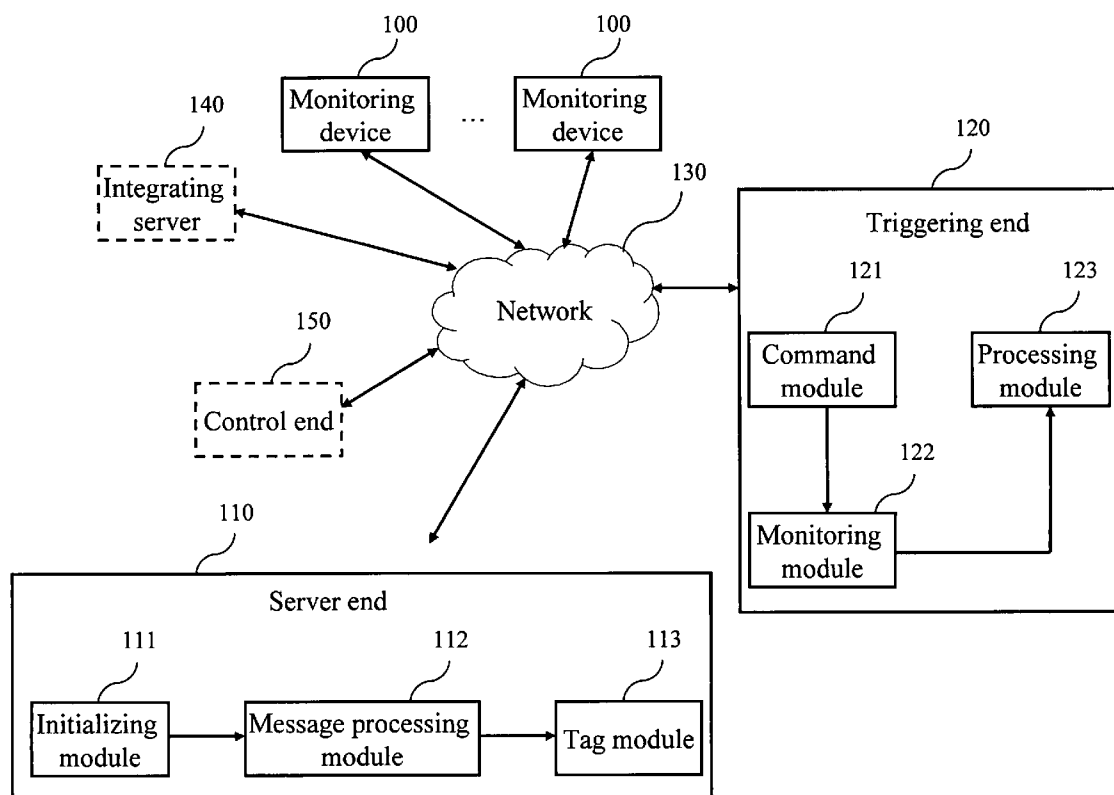 100
100
Monitoring
device
...
Monitoring
device
140
Integrating
server
130
120
Network
Triggering end
121
123
Command
module
Processing
module
150
Control end
122
Monitoring
module
110
Server end
111
112
113
Initializing
module
Message processing
module
Tag module